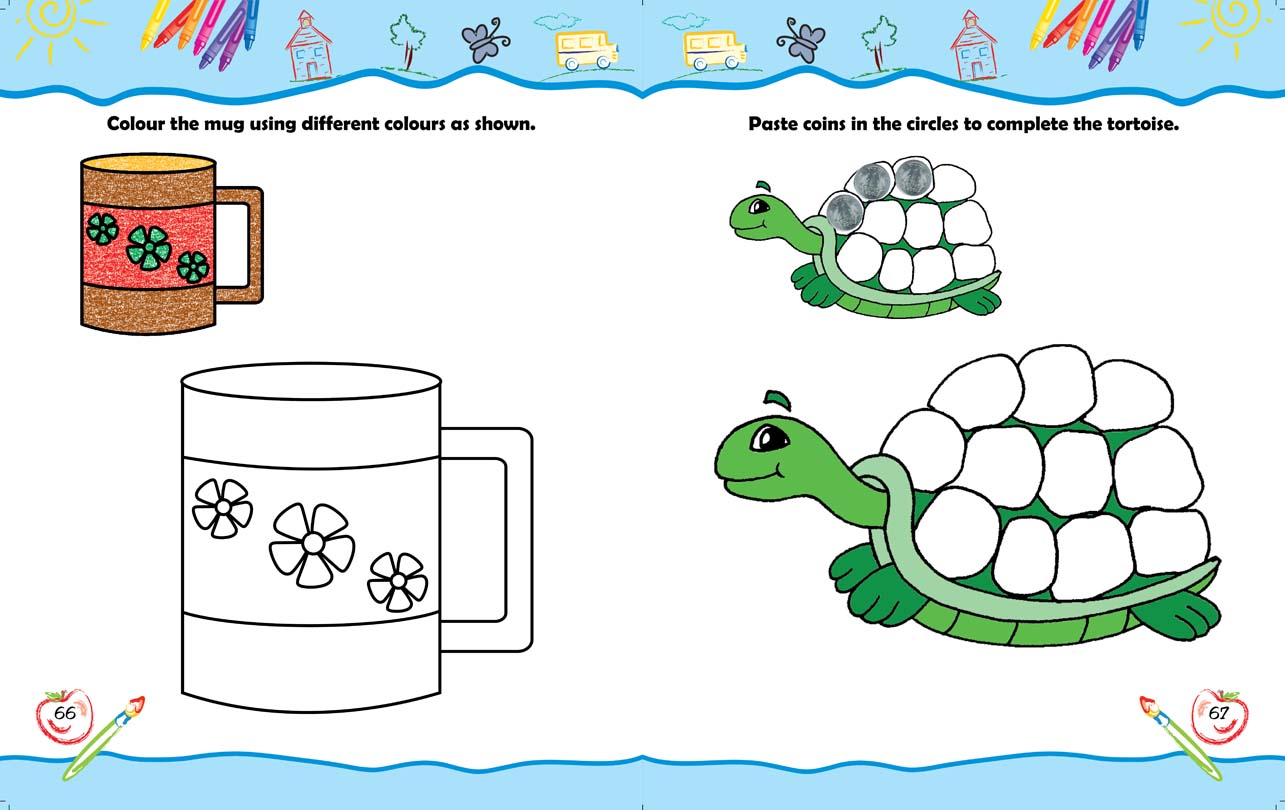 Colour the mug using different colours as shown.
66
Paste coins in the circles to complete the tortoise.
67